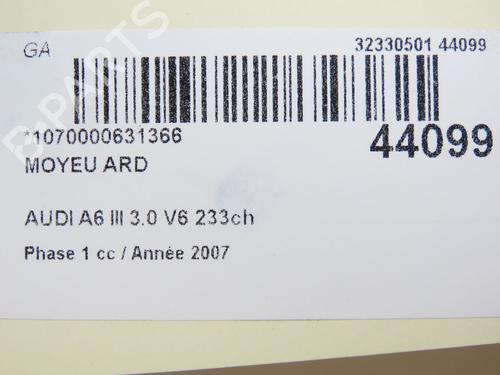 GA
32330501 44099
*1070000631366
44099
MOYEU ARD
AUDI A6 III 3.0 V6 233ch
Phase 1 cc / Année 2007
B-PARTS